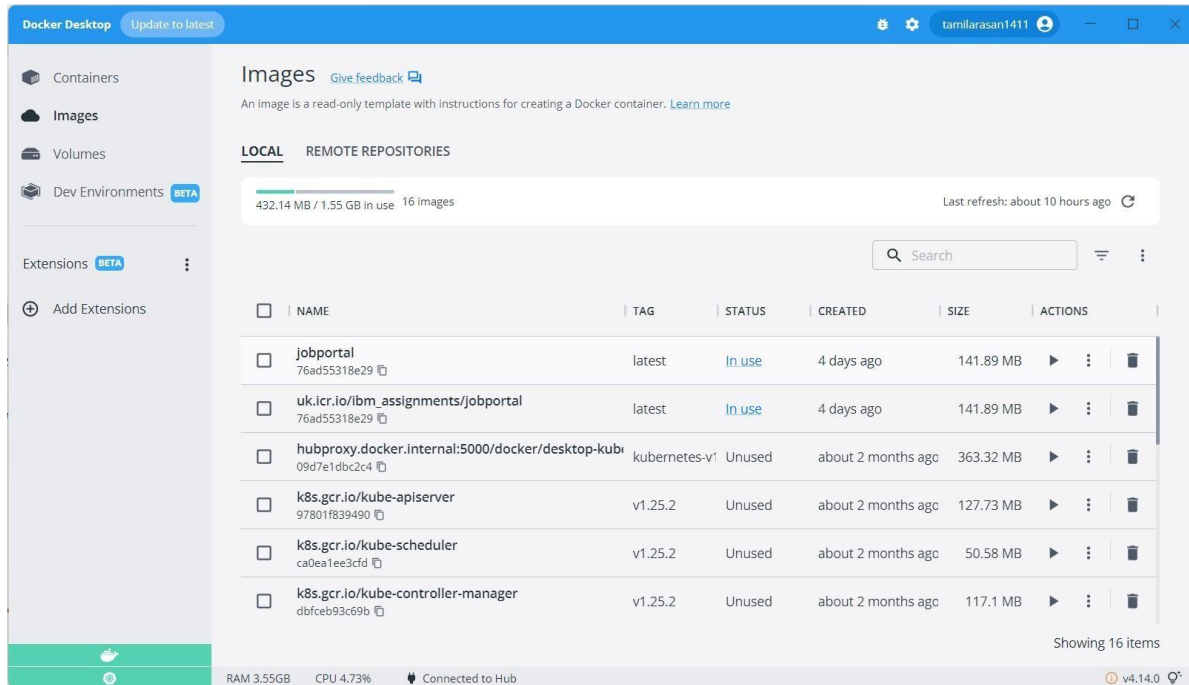 Docker Desktop Update to latest tamilarasan1411
Containers
Images
Volumes
Dev Environments BETA
Extensions BETA
Add Extensions
Images Give feedback
An image is a read-only template with instructions for creating a Docker container. Learn more
LOCAL REMOTE REPOSITORIES
432.14 MB / 1.55 GB in use 16 images Last refresh: about 10 hours ago
Search
NAME TAG STATUS CREATED SIZE ACTIONS
jobportal latest In use 4 days ago 141.89 MB
76ad55318e29
uk.icr.io/ibm_assignments/jobportal latest In use 4 days ago 141.89 MB
76ad55318e29
hubproxy.docker.internal:5000/docker/desktop-kube kubernetes-v1 Unused about 2 months ago 363.32 MB
09d7e1dbc2c4
k8s.gcr.io/kube-apiserver v1.25.2 Unused about 2 months ago 127.73 MB
97801f839490
k8s.gcr.io/kube-scheduler v1.25.2 Unused about 2 months ago 50.58 MB
ca0ea1ee3cfd
k8s.gcr.io/kube-controller-manager v1.25.2 Unused about 2 months ago 117.1 MB
dbfceb93c69b
Showing 16 items
RAM 3.55GB CPU 4.73% Connected to Hub v4.14.0